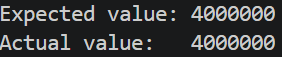 Expected value: 4000000
Actual value:   4000000